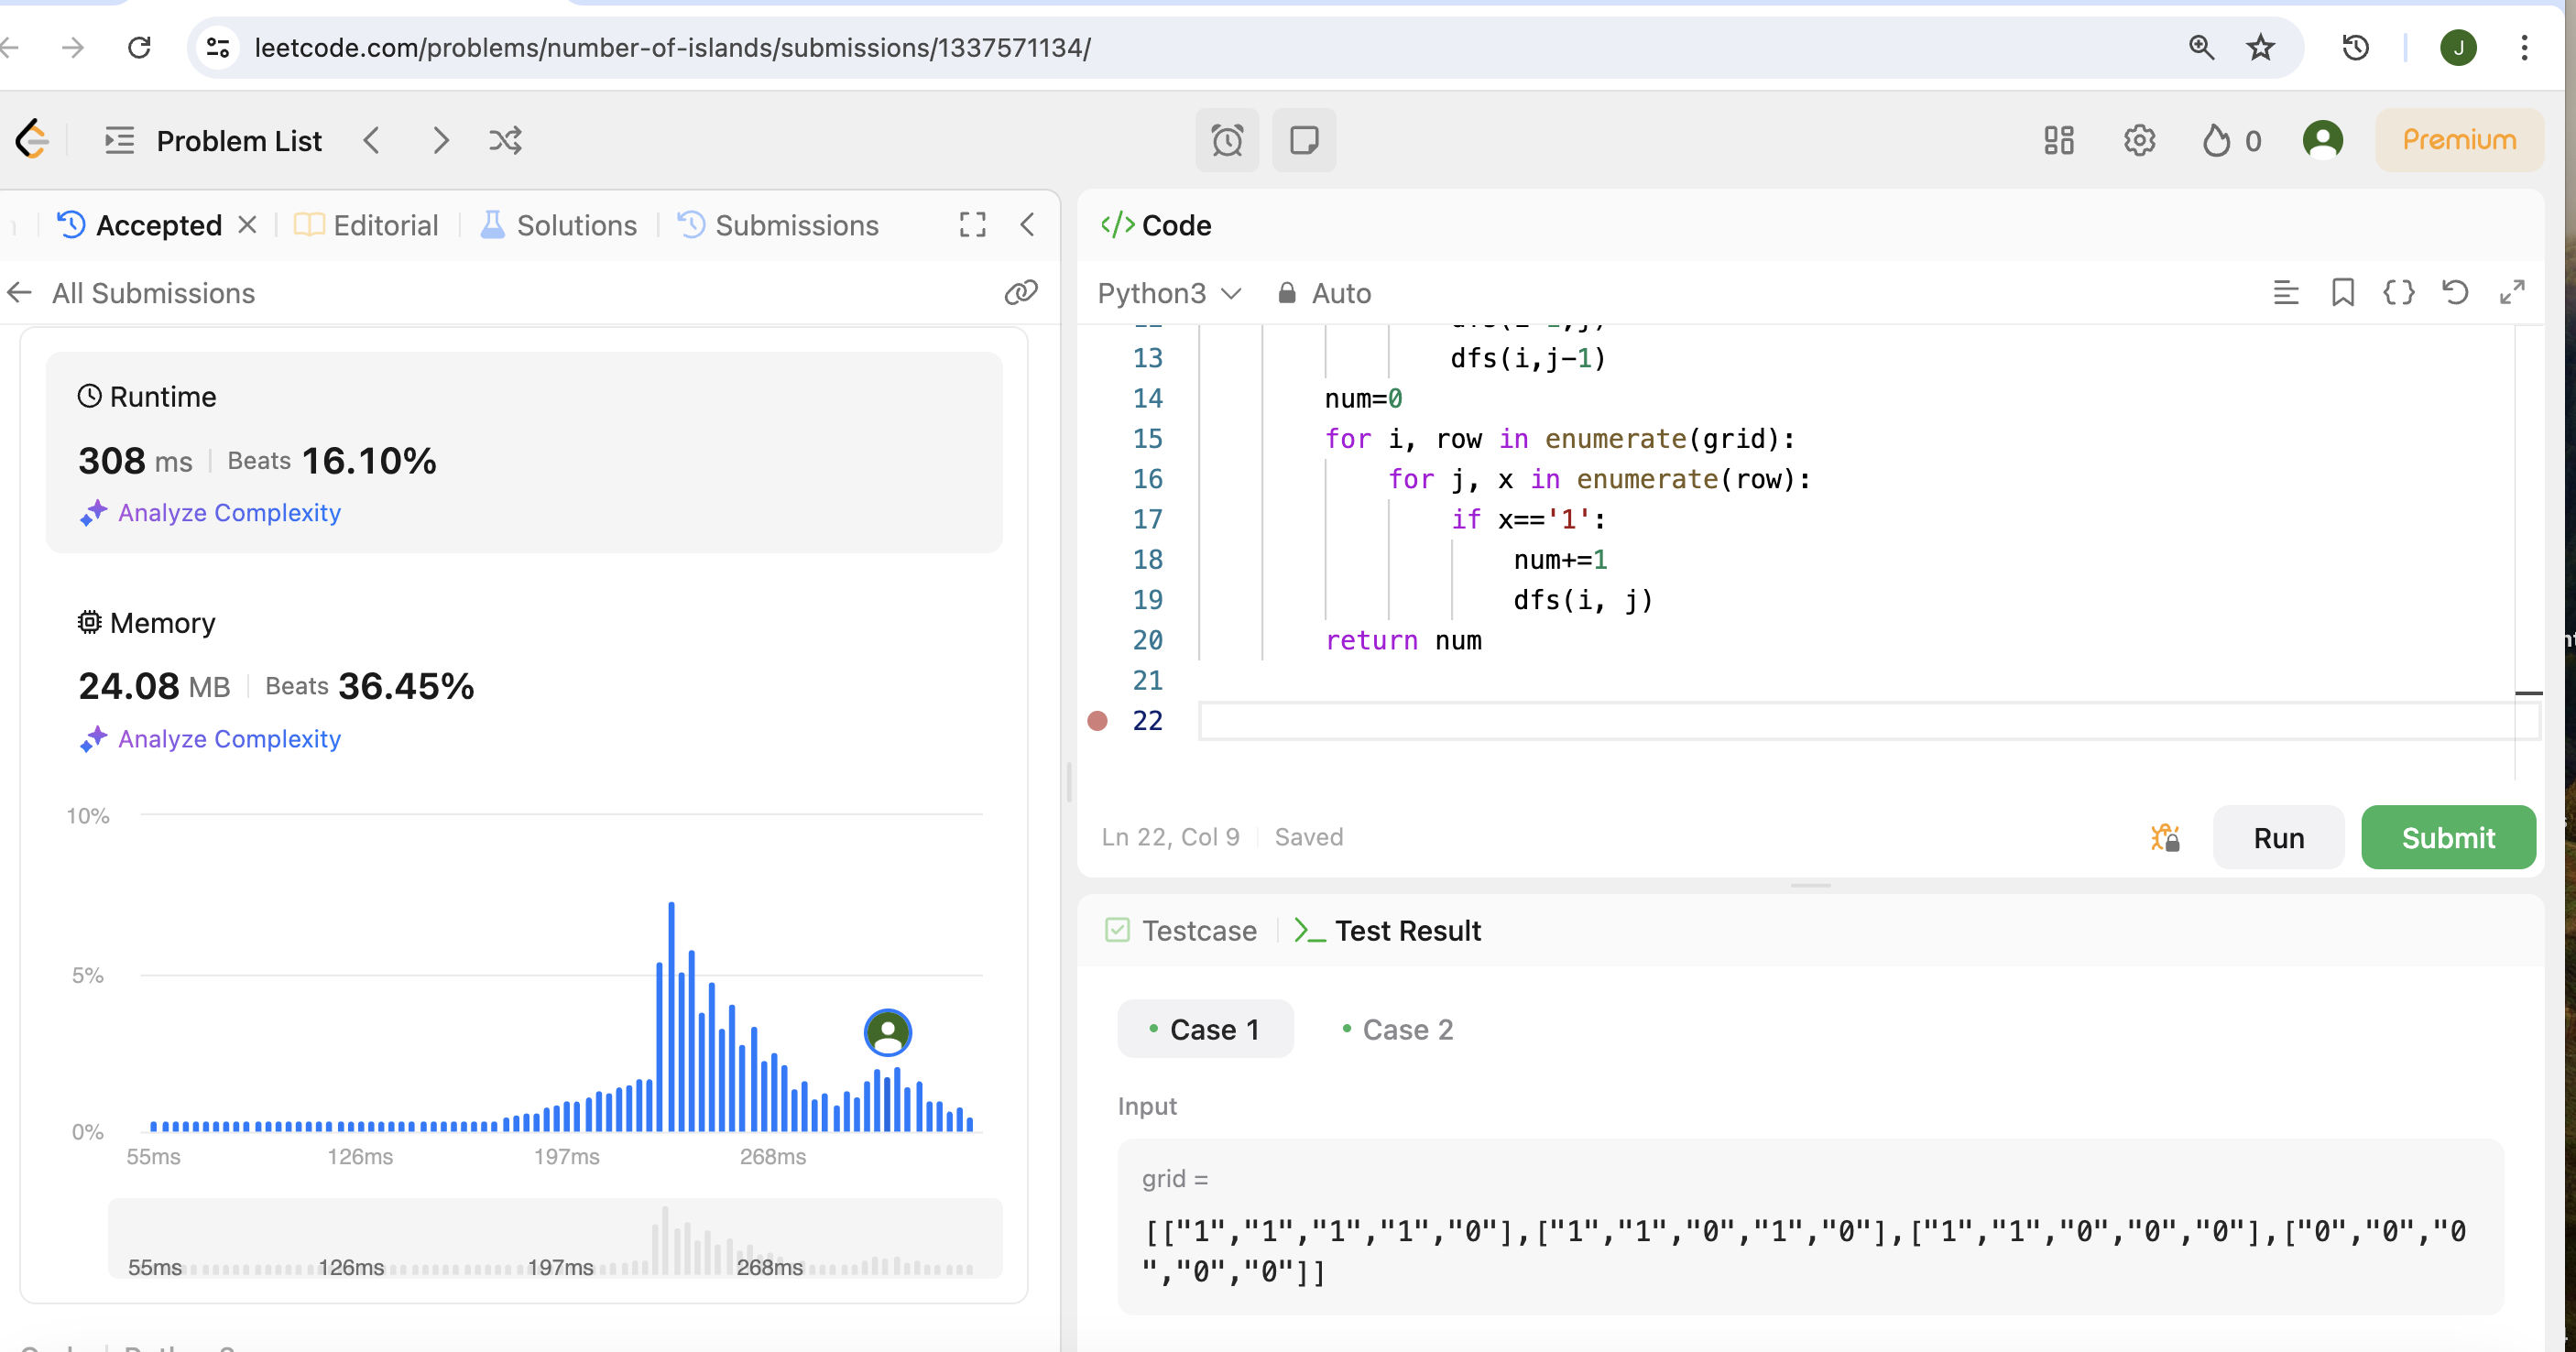 leetcode.com/problems/number-of-islands/submissions/1337571134/
J
Problem List
0
Premium
Accepted
Editorial
Solutions
Submissions
All Submissions
Runtime
308 ms
Beats 16.10%
Analyze Complexity
Memory
24.08 MB
Beats 36.45%
Analyze Complexity
10%
5%
0%
55ms
126ms
197ms
268ms
55ms
126ms
197ms
268ms
</> Code
Python3
Auto
13 dfs(i,j-1)
14 num=0
15 for i, row in enumerate(grid):
16 for j, x in enumerate(row):
17 if x=='1':
18 num+=1
19 dfs(i, j)
20 return num
21
22
Ln 22, Col 9
Saved
Run
Submit
Testcase
Test Result
Case 1
Case 2
Input
grid =
[["1","1","1","1","0"],["1","1","0","1","0"],["1","1","0","0","0"],["0","0","0
","0","0"]]